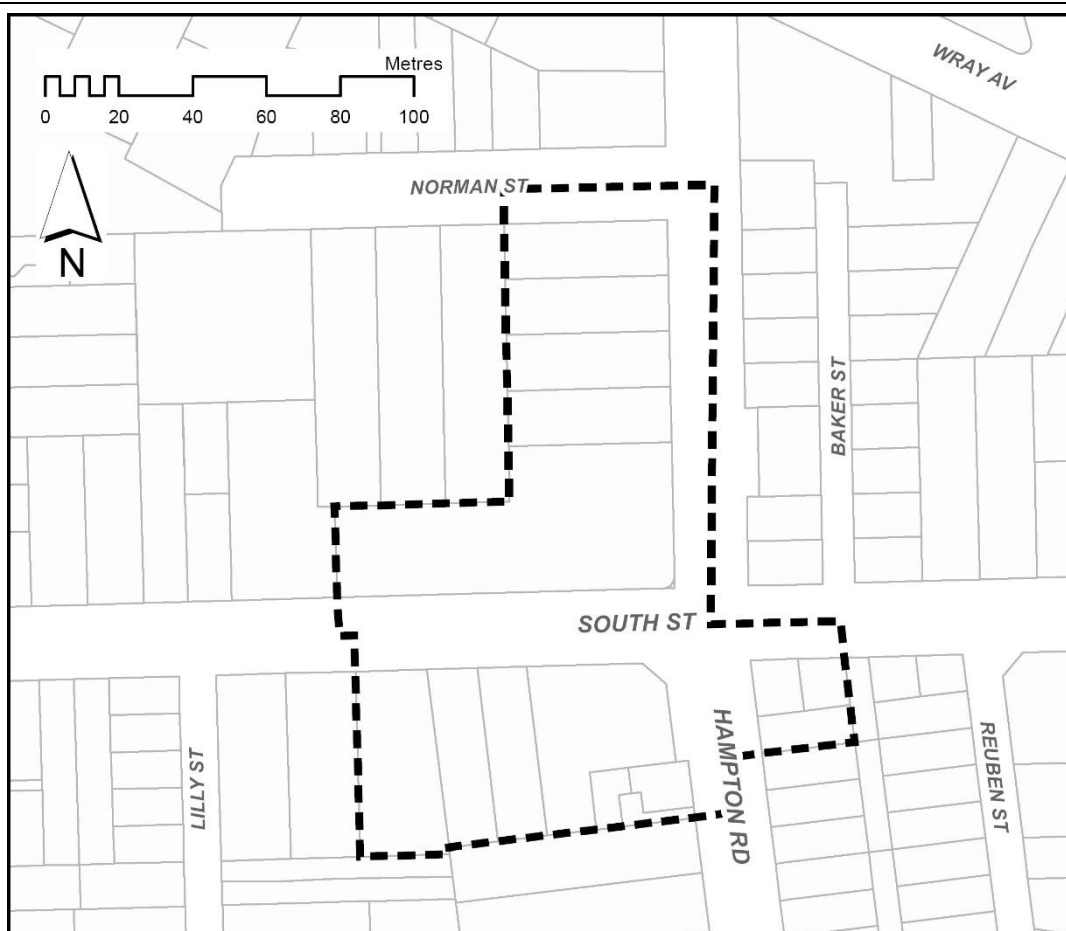 Metres
0 20 40 60 80 100
WRAY AV
N
NORMAN ST
BAKER ST
SOUTH ST
HAMPTON RD
REUBEN ST
LILLY ST